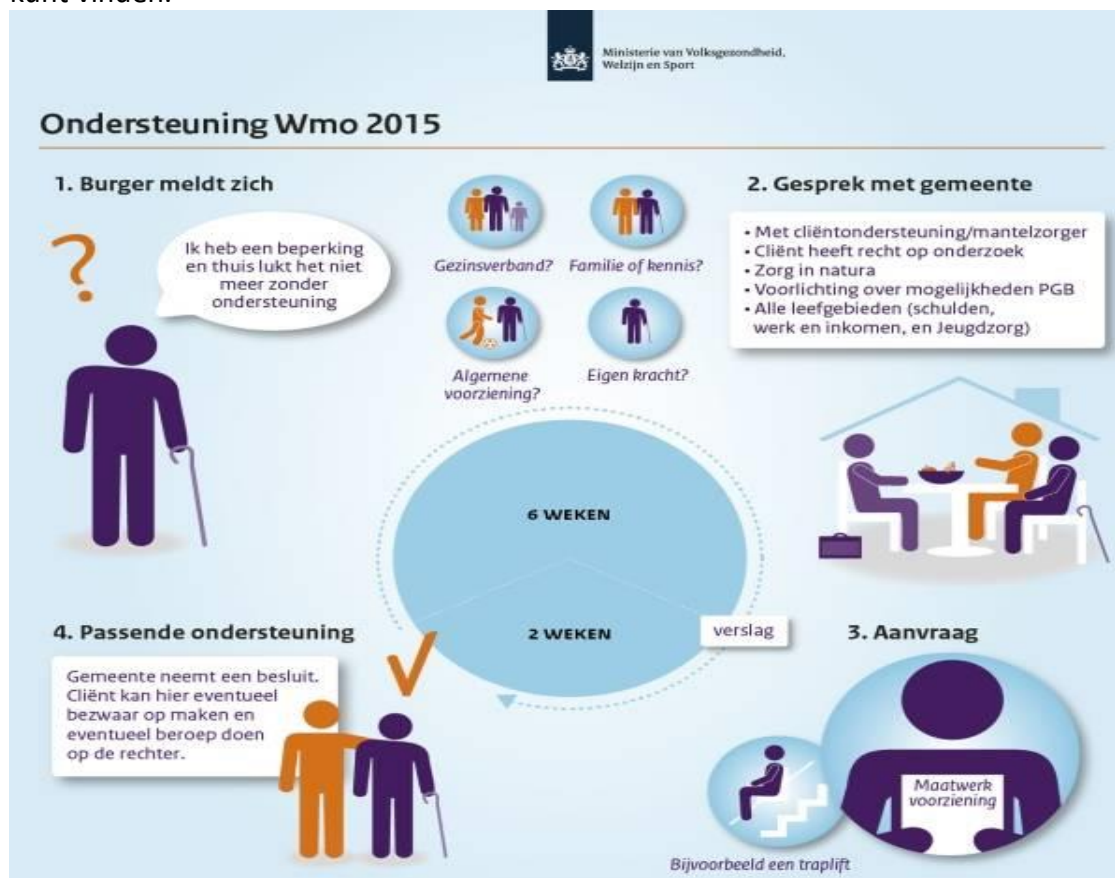 kunt vinden.
Ministerie van Volksgezondheid,
Welzijn en Sport
Ondersteuning Wmo 2015
1. Burger meldt zich
Ik heb een beperking
en thuis lukt het niet
meer zonder
ondersteuning
?
Gezinsverband?
Familie of kennis?
Algemene
voorziening?
Eigen kracht?
2. Gesprek met gemeente
• Met cliëntondersteuning/mantelzorger
• Cliënt heeft recht op onderzoek
• Zorg in natura
• Voorlichting over mogelijkheden PGB
• Alle leefgebieden (schulden,
werk en inkomen, en Jeugdzorg)
6 WEKEN
2 WEKEN
verslag
3. Aanvraag
Maatwerk
voorziening
Bijvoorbeeld een traplift
4. Passende ondersteuning
Gemeente neemt een besluit.
Cliënt kan hier eventueel
bezwaar op maken en
eventueel beroep doen
op de rechter.